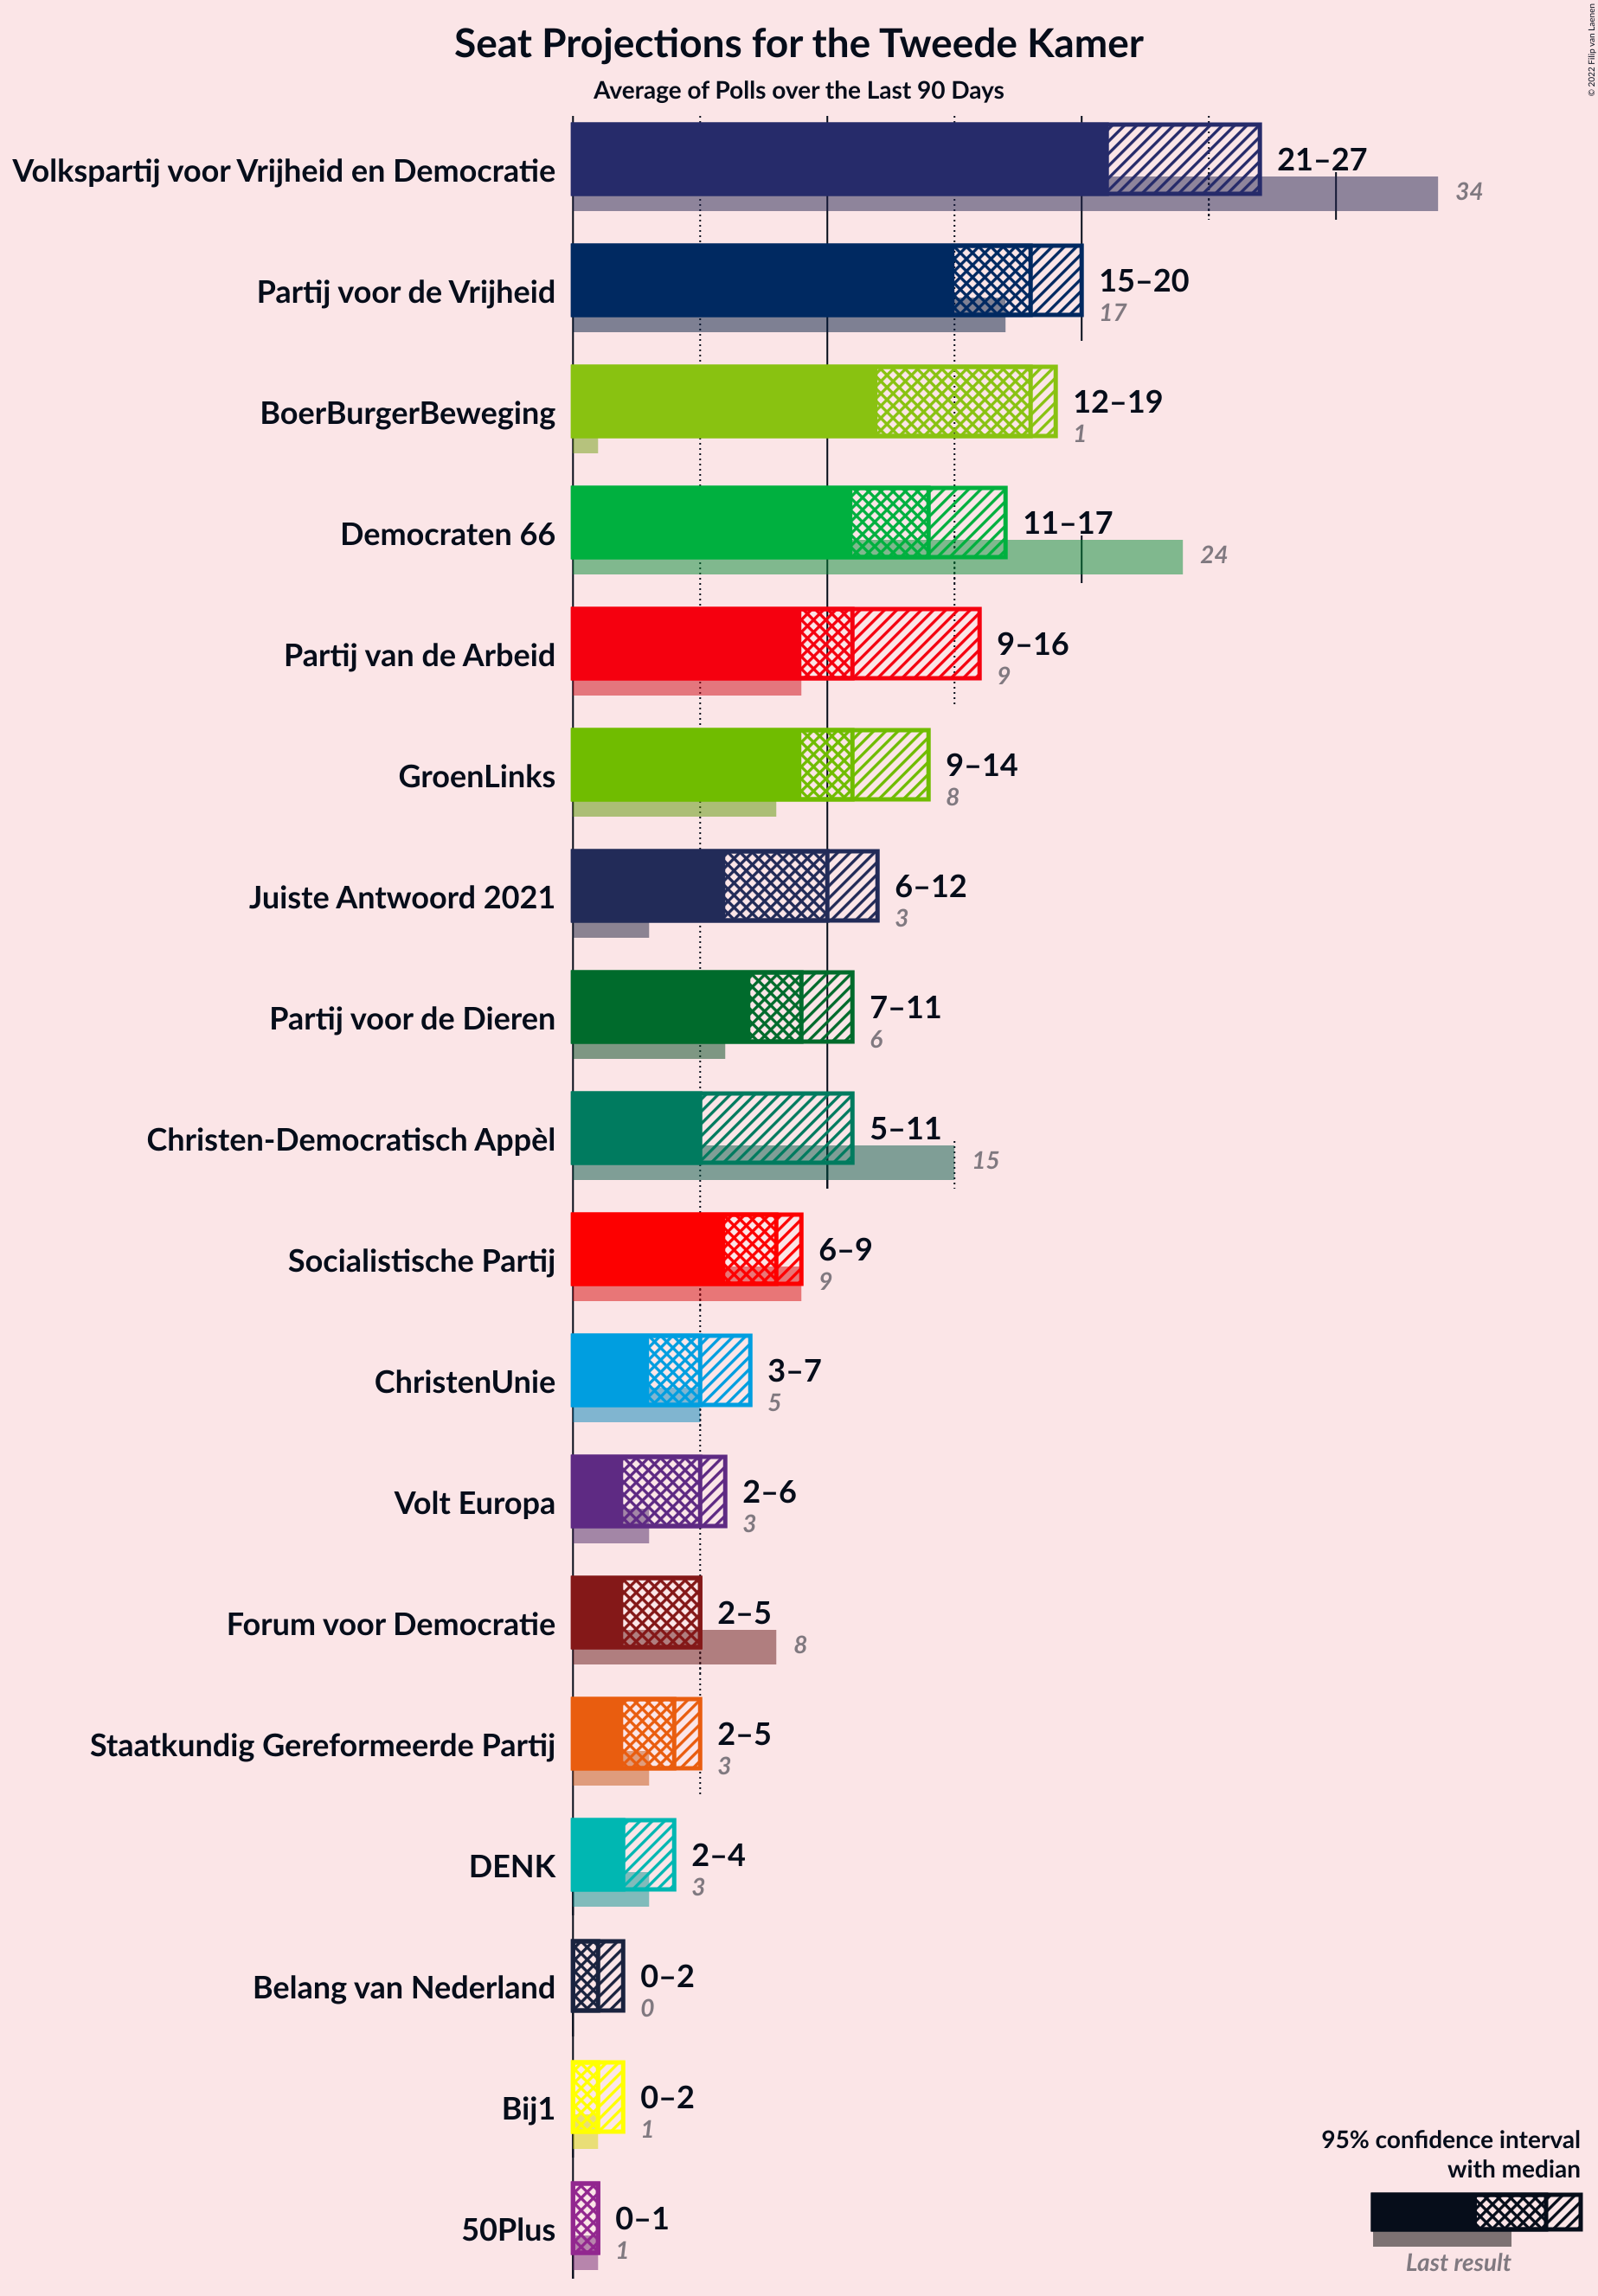 Seat Projections for the Tweede Kamer
Average of Polls over the Last 90 Days
© 2022 Filip van Laenen
Volkspartij voor Vrijheid en Democratie
21–27
34
Partij voor de Vrijheid
15–20
17
BoerBurgerBeweging
12–19
1
Democraten 66
11–17
24
Partij van de Arbeid
9–16
9
GroenLinks
9–14
8
Juiste Antwoord 2021
6–12
3
Partij voor de Dieren
7–11
6
Christen-Democratisch Appèl
5–11
15
Socialistische Partij
6–9
9
ChristenUnie
3–7
5
Volt Europa
2–6
3
Forum voor Democratie
2–5
8
Staatkundig Gereformeerde Partij
2–5
3
DENK
2–4
3
Belang van Nederland
0–2
0
Bij1
0–2
1
50Plus
0–1
1
95% confidence interval
with median
Last result